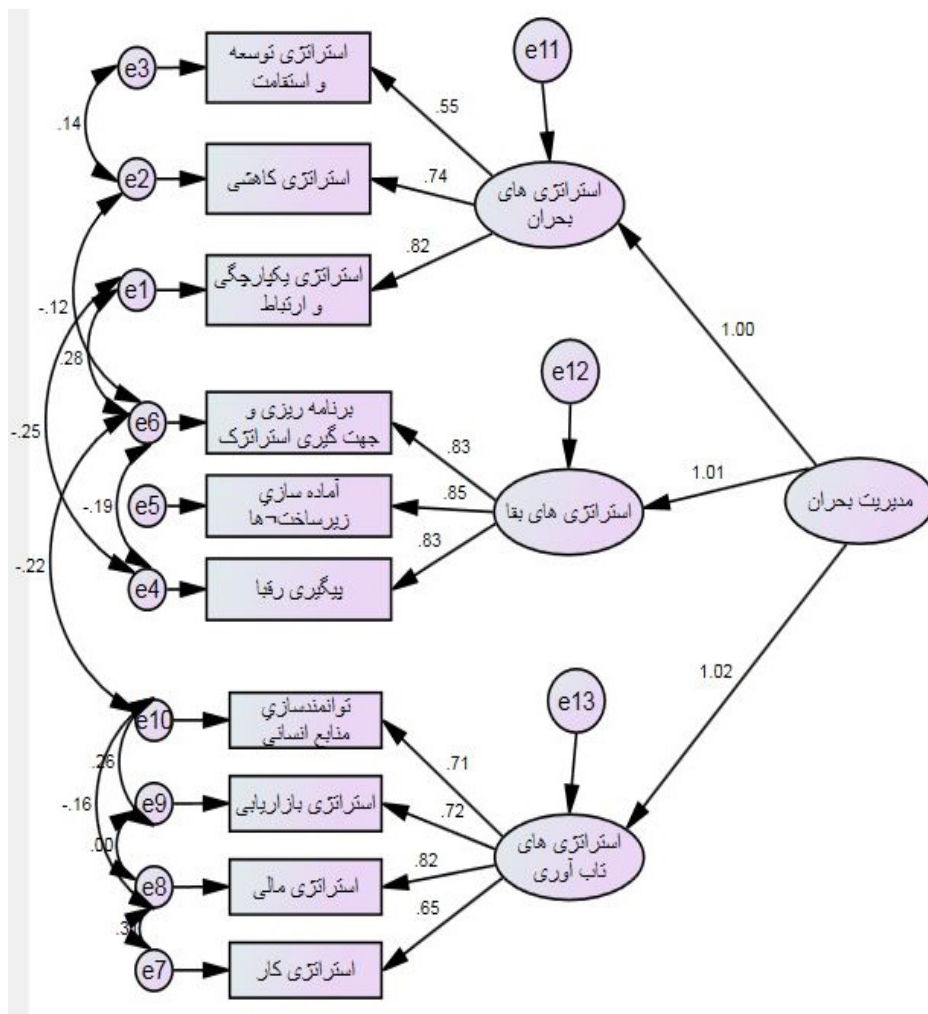 e3
استراتژی توسعه
و استقامت
e11
.14
.55
e2
استراتژی کاهشی
.74
استراتژی های
بحران
e1
استراتژی یکپارچگی
و ارتباط
.82
-.12
.28
1.00
e12
-.25
e6
برنامه ریزی و
جهت گیری استراتژک
.83
1.01
-.19
e5
آماده سازي
زیرساخت¬ها
.85
استراتژی های بقا
مدیریت بحران
-.22
e4
پیگیری رقبا
.83
1.02
e13
e10
توانمندسازي
منابع انسانی
.71
.26
-.16
e9
استراتژی بازاریابی
.72
.00
استراتژی های
تاب آوری
e8
استراتژی مالی
.82
e7
استراتژی کار
.65